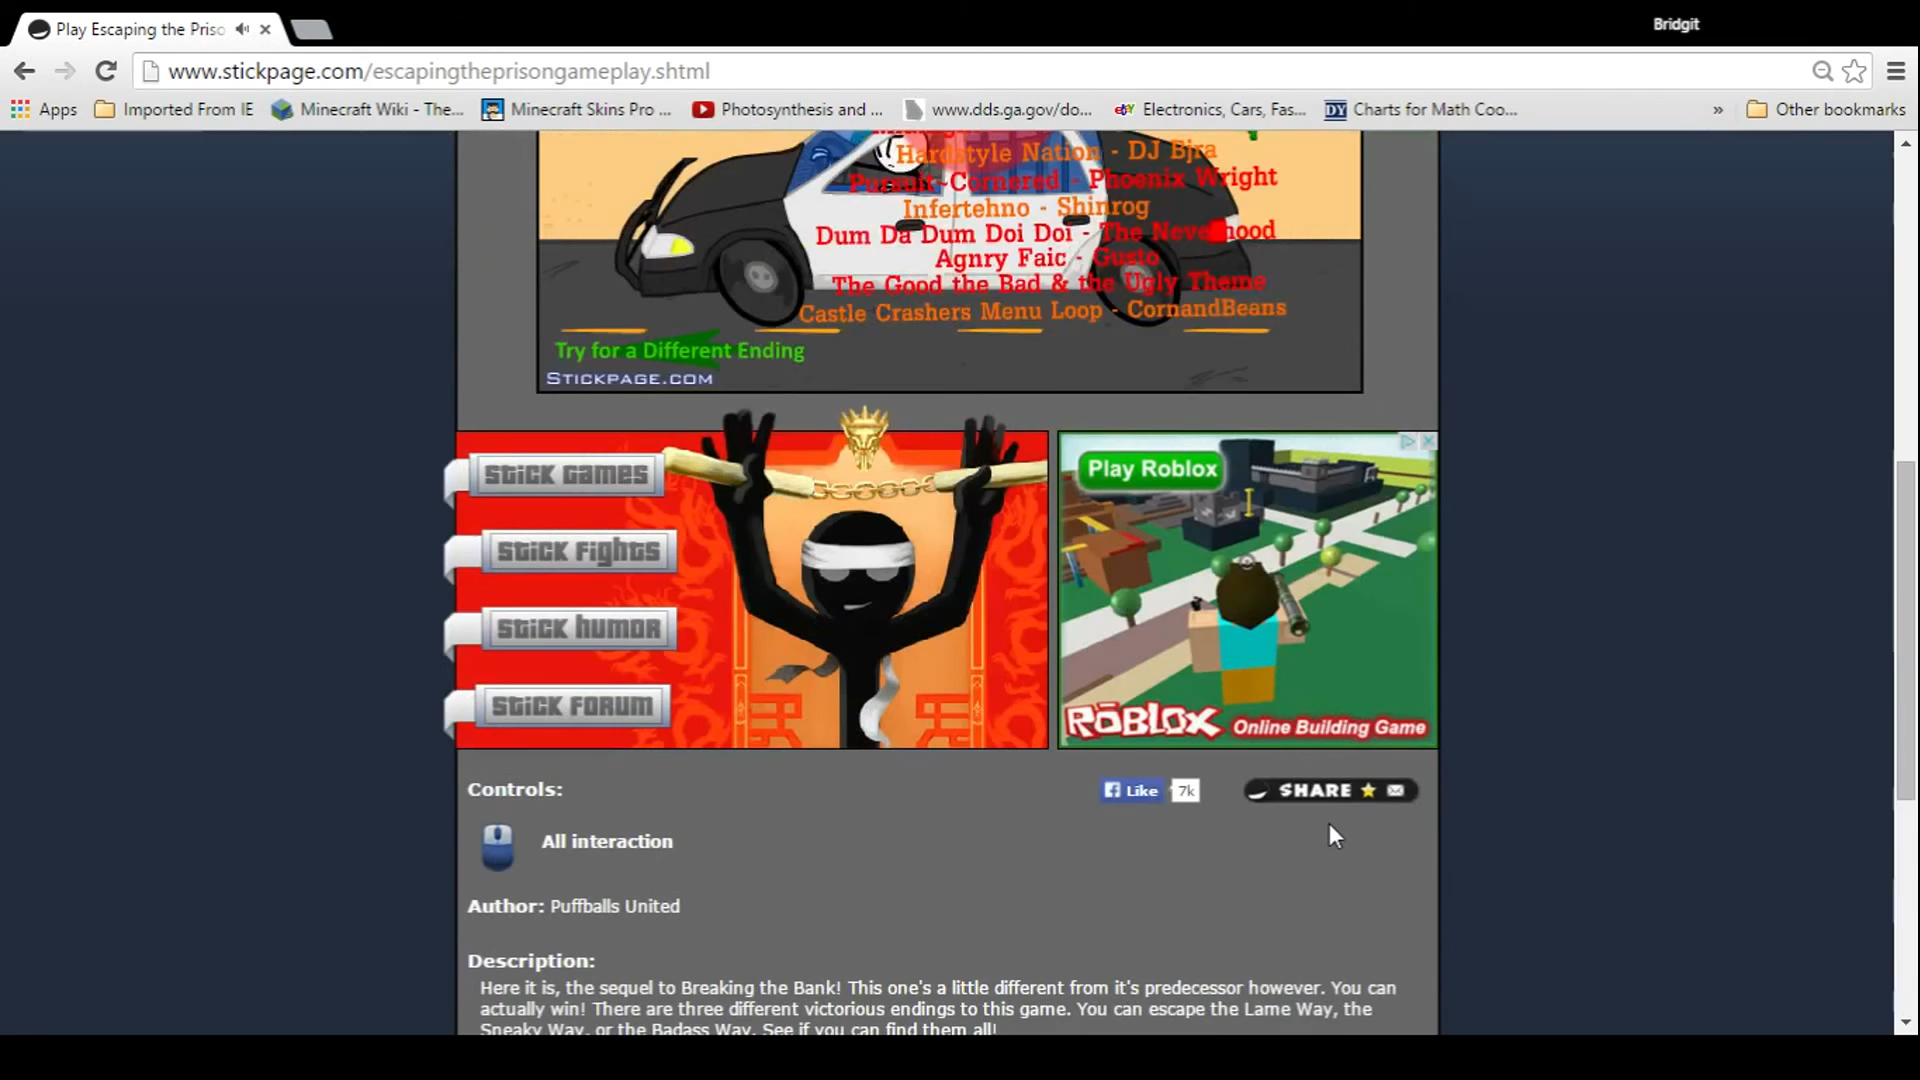 Play Escaping the Priso
Bridgit
www.stickpage.com/escapingtheprisongameplay.shtml
Apps
Imported From IE
Minecraft Wiki - The...
Minecraft Skins Pro ...
Photosynthesis and ...
www.dds.ga.gov/do...
ebay
Electronics, Cars, Fas...
DY
Charts for Math Coo...
»
Other bookmarks
Hardstyle Nation - DJ Bjra
Pursuit~Cornered - Phoenix Wright
Infertehno - Shinrog
Dum Da Dum Doi Doi - The Neverhood
Agnry Faic - Gusto
The Good the Bad & the Ugly Theme
Castle Crashers Menu Loop - CornandBeans
Try for a Different Ending
STICKPAGE.COM
STICK GAMES
STICK FIGHTS
STICK HUMOR
STICK FORUM
Play Roblox
ROBLOX Online Building Game
Controls:
Like 7k
SHARE
All interaction
Author: Puffballs United
Description:
Here it is, the sequel to Breaking the Bank! This one's a little different from it's predecessor however. You can
actually win! There are three different victorious endings to this game. You can escape the Lame Way, the
Sneaky Way, or the Badass Way. See if you can find them all!